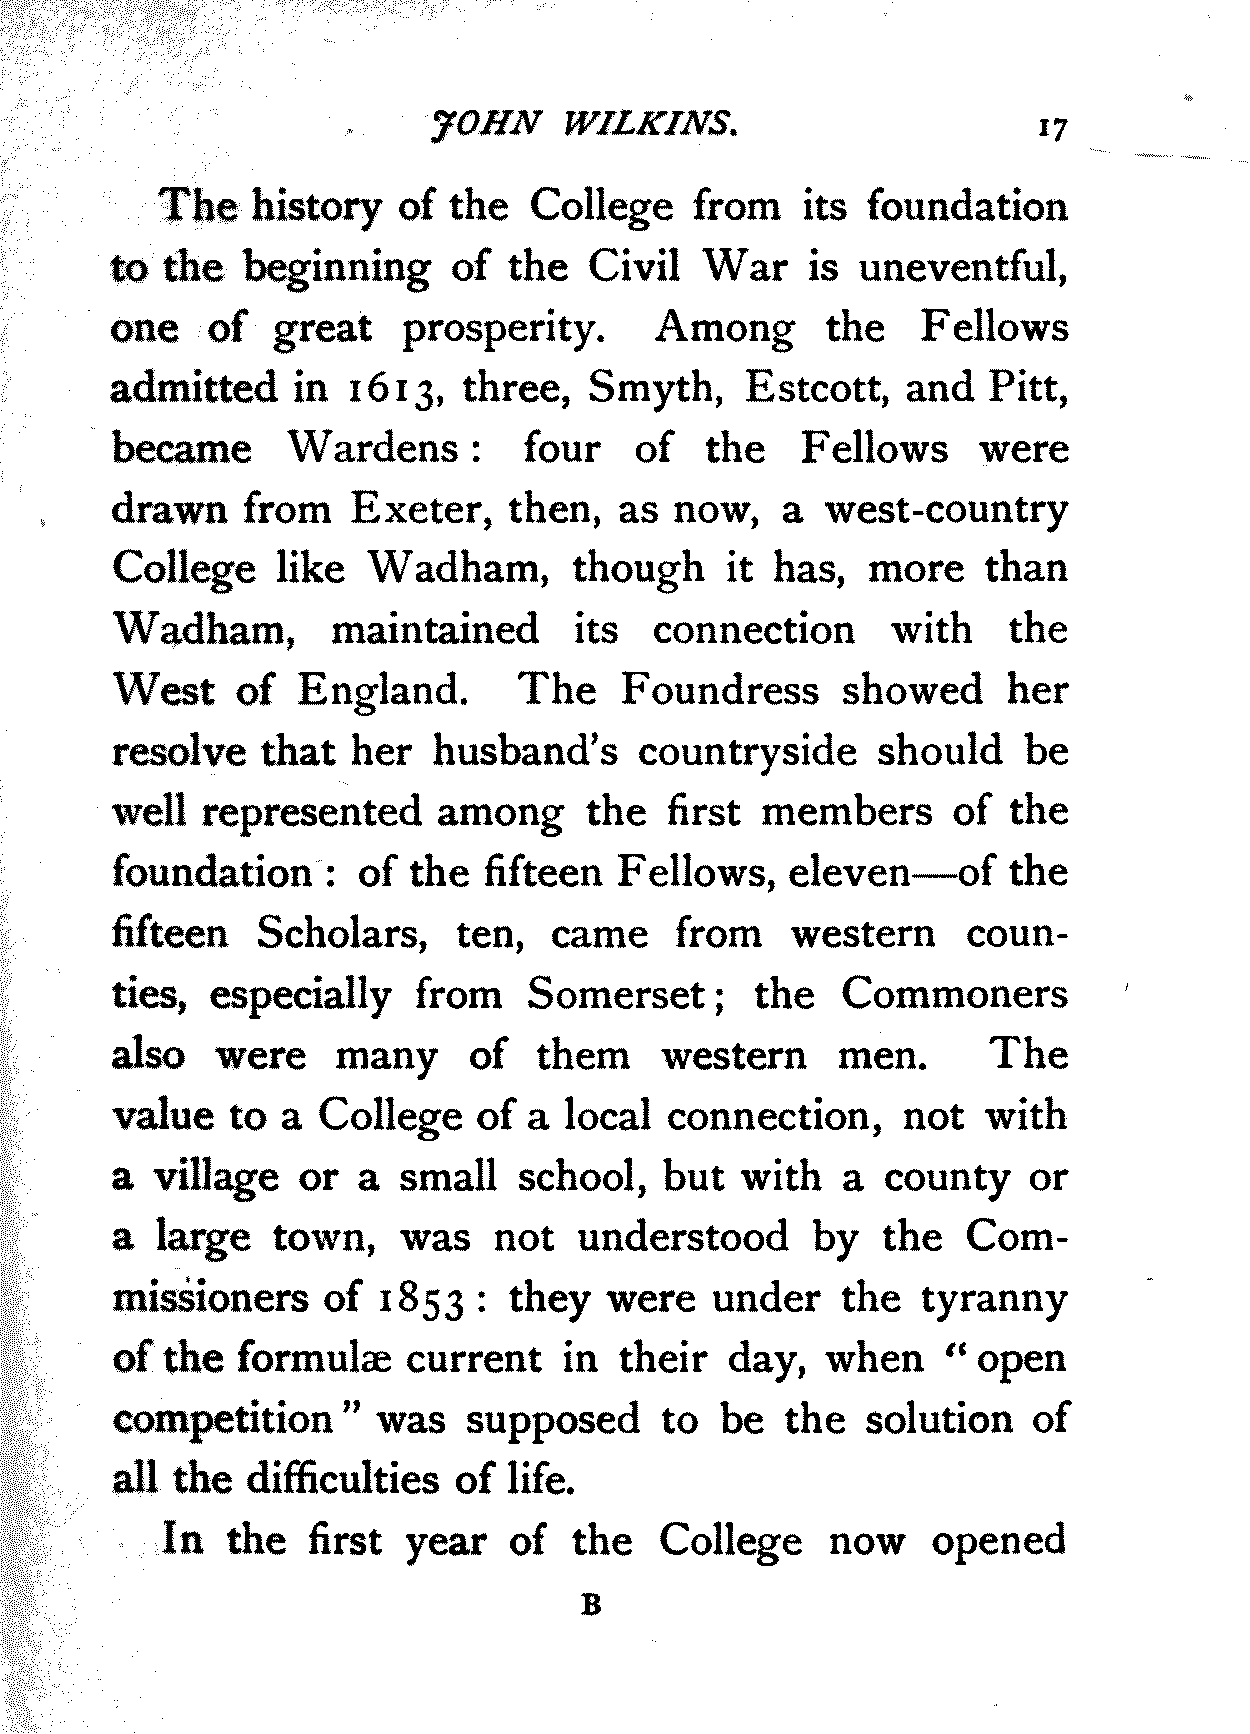 JOHN WILKINS. 17
The history of the College from its foundation
to the beginning of the Civil War is uneventful,
one of great prosperity. Among the Fellows
admitted in 1613, three, Smyth, Estcott, and Pitt,
became Wardens : four of the Fellows were
drawn from Exeter, then, as now, a west-country
College like Wadham, though it has, more than
Wadham, maintained its connection with the
West of England. The Foundress showed her
resolve that her husband's countryside should be
well represented among the first members of the
foundation : of the fifteen Fellows, eleven—of the
fifteen Scholars, ten, came from western coun-
ties, especially from Somerset ; the Commoners
also were many of them western men. The
value to a College of a local connection, not with
a village or a small school, but with a county or
a large town, was not understood by the Com-
missioners of 1853 : they were under the tyranny
of the formulæ current in their day, when “ open
competition ” was supposed to be the solution of
all the difficulties of life.
In the first year of the College now opened
B